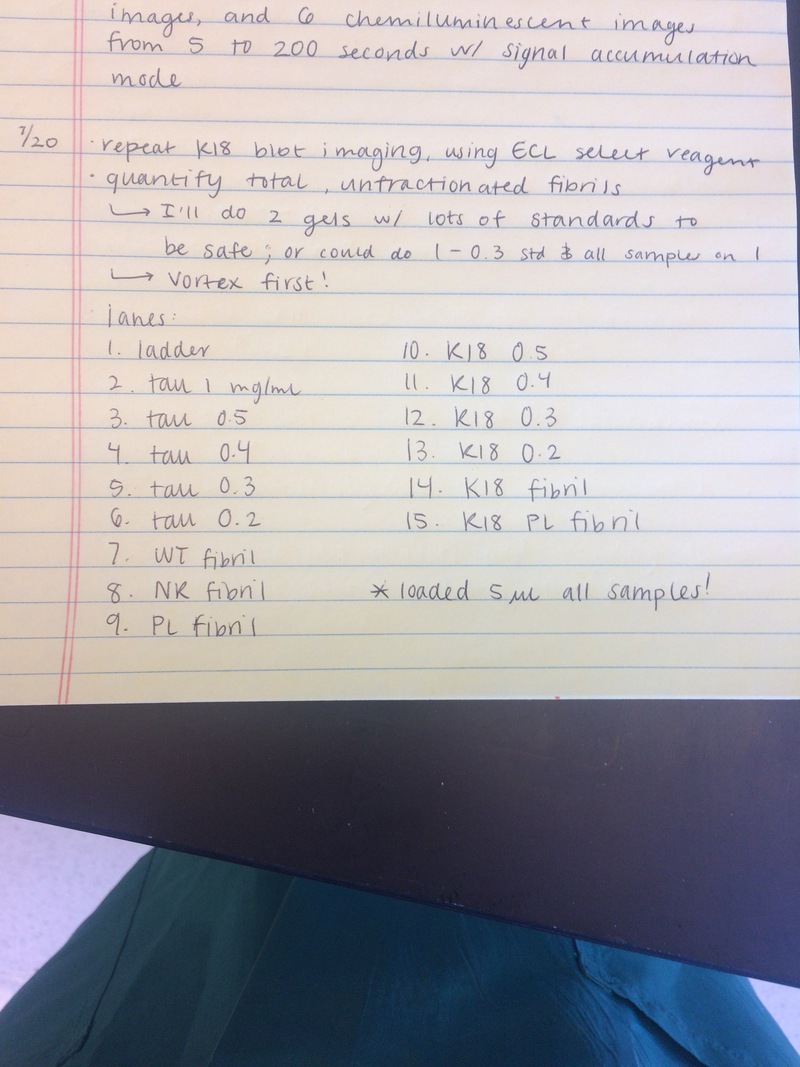 images, and 6 chemiluminescent images
from 5 to 200 seconds w/ signal accumulation
mode
7/20 · repeat K18 blot imaging, using ECL select reagent
· quantify total, unfractionated fibrils
↳ I'll do 2 gels w/ lots of standards to
be safe; or could do 1-0.3 std & all samples on 1
↳ vortex first!
lanes:
1. ladder
2. tau 1 mg/mL
3. tau 0.5
4. tau 0.4
5. tau 0.3
6. tau 0.2
7. WT fibril
8. NK fibril
9. PL fibril
10. K18 0.5
11. K18 0.4
12. K18 0.3
13. K18 0.2
14. K18 fibril
15. K18 PL fibril
* loaded 5 µL all samples!